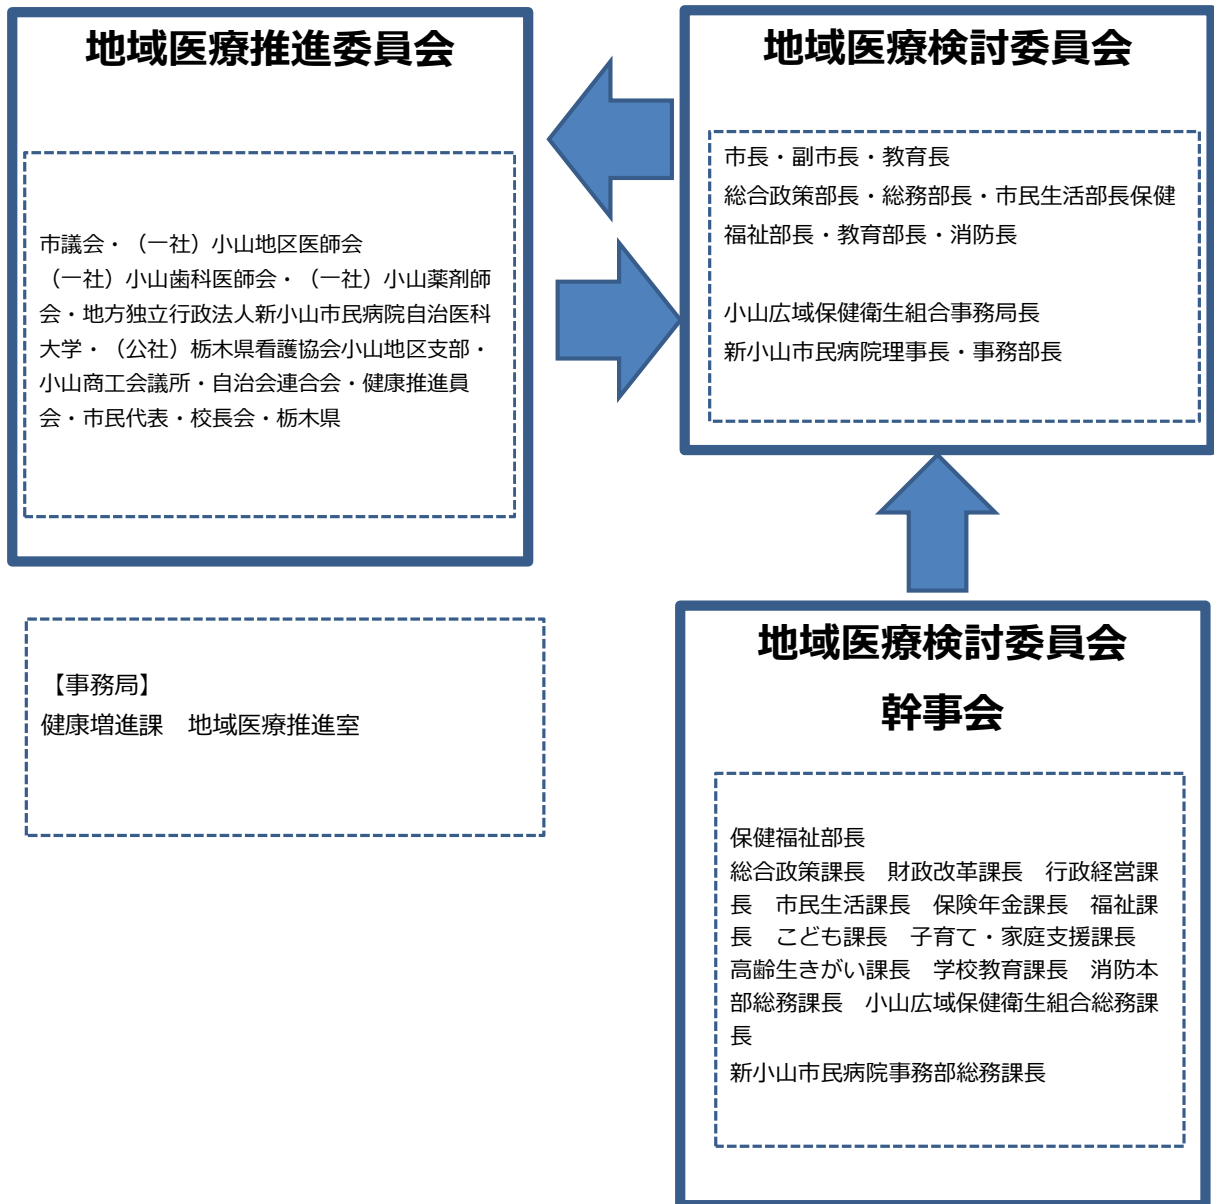 地域医療推進委員会
市議会・（一社）小山地区医師会
（一社）小山歯科医師会・（一社）小山薬剤師
会・地方独立行政法人新小山市民病院自治医科
大学・（公社）栃木県看護協会小山地区支部・
小山商工会議所・自治会連合会・健康推進員
会・市民代表・校長会・栃木県
地域医療検討委員会
市長・副市長・教育長
総合政策部長・総務部長・市民生活部長保健
福祉部長・教育部長・消防長
小山広域保健衛生組合事務局長
新小山市民病院理事長・事務部長
【事務局】
健康増進課　地域医療推進室
地域医療検討委員会
幹事会
保健福祉部長
総合政策課長　財政改革課長　行政経営課
長　市民生活課長　保険年金課長　福祉課
長　こども課長　子育て・家庭支援課長
高齢生きがい課長　学校教育課長　消防本
部総務課長　小山広域保健衛生組合総務課
長
新小山市民病院事務部総務課長